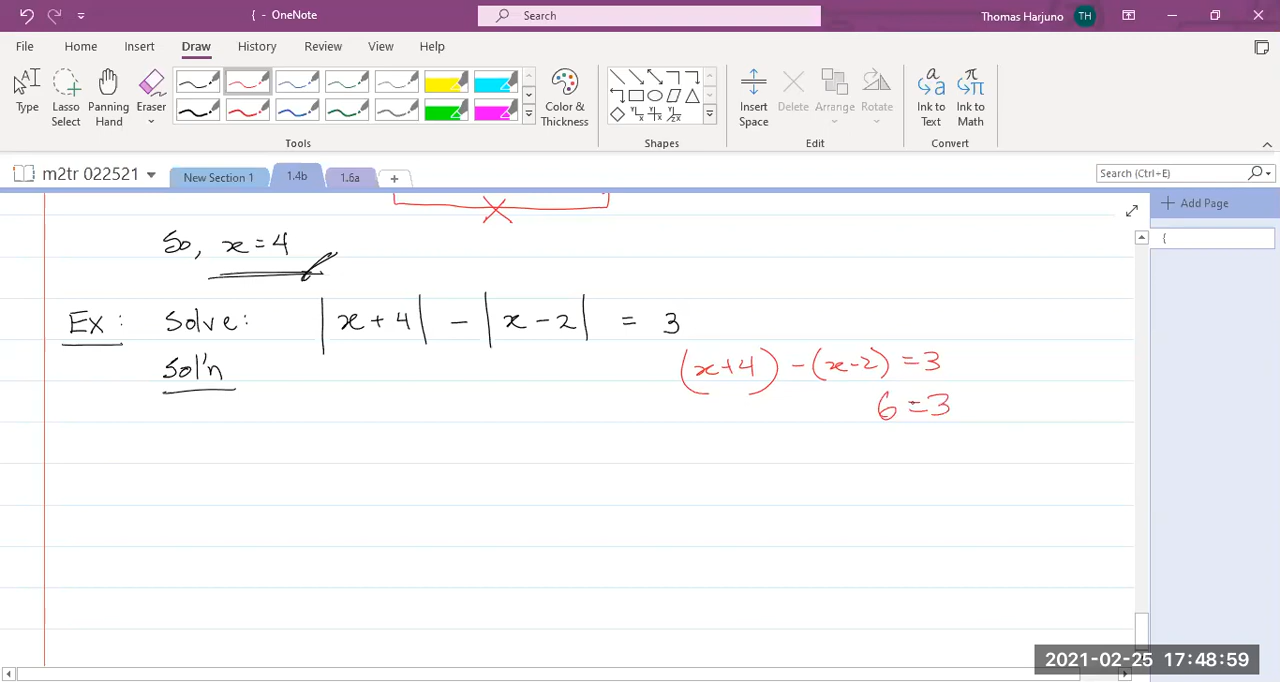 { - OneNote
Search
Thomas Harjuno TH
File Home Insert Draw History Review View Help
Type
Lasso Select
Panning Hand
Eraser
Color & Thickness
Insert Space
Delete
Arrange
Rotate
Ink to Text
Ink to Math
Tools
Shapes
Edit
Convert
m2tr 022521
New Section 1
1.4b
1.6a
Search (Ctrl+E)
Add Page
{
So, x = 4
Ex: Solve: |x + 4| - |x - 2| = 3
Sol'n
(x+4) - (x-2) = 3
6 = 3
2021-02-25 17:48:59